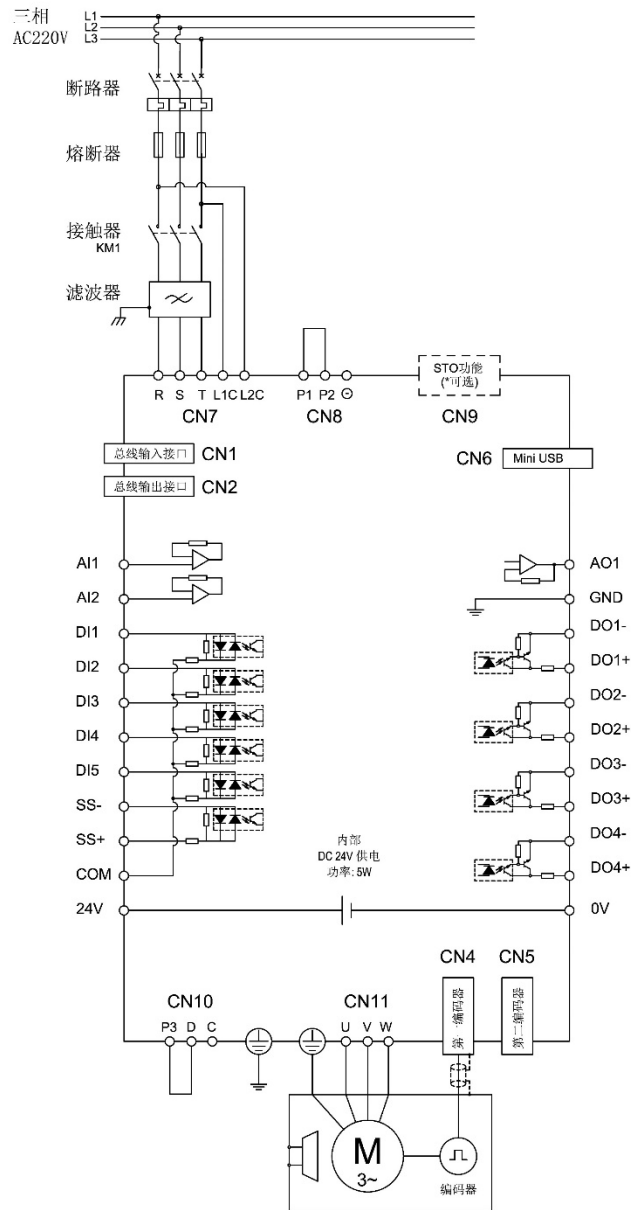 三相
L1
L2
AC220V L3
断路器
熔断器
接触器
KM1
滤波器
STO功能
(*可选)
R S T L1C L2C
P1 P2 ⊖
CN7
CN8
CN9
总线输入接口 CN1
CN6 Mini USB
总线输出接口 CN2
AI1
AO1
AI2
GND
DI1
DO1-
DI2
DO1+
DI3
DO2-
DI4
DO2+
DI5
DO3-
SS-
DO3+
SS+
DO4-
内部
DC 24V 供电
功率: 5W
COM
DO4+
24V
0V
CN4
CN5
第一编码器
第二编码器
CN10
CN11
P3 D C
U V W
M
3~
编码器